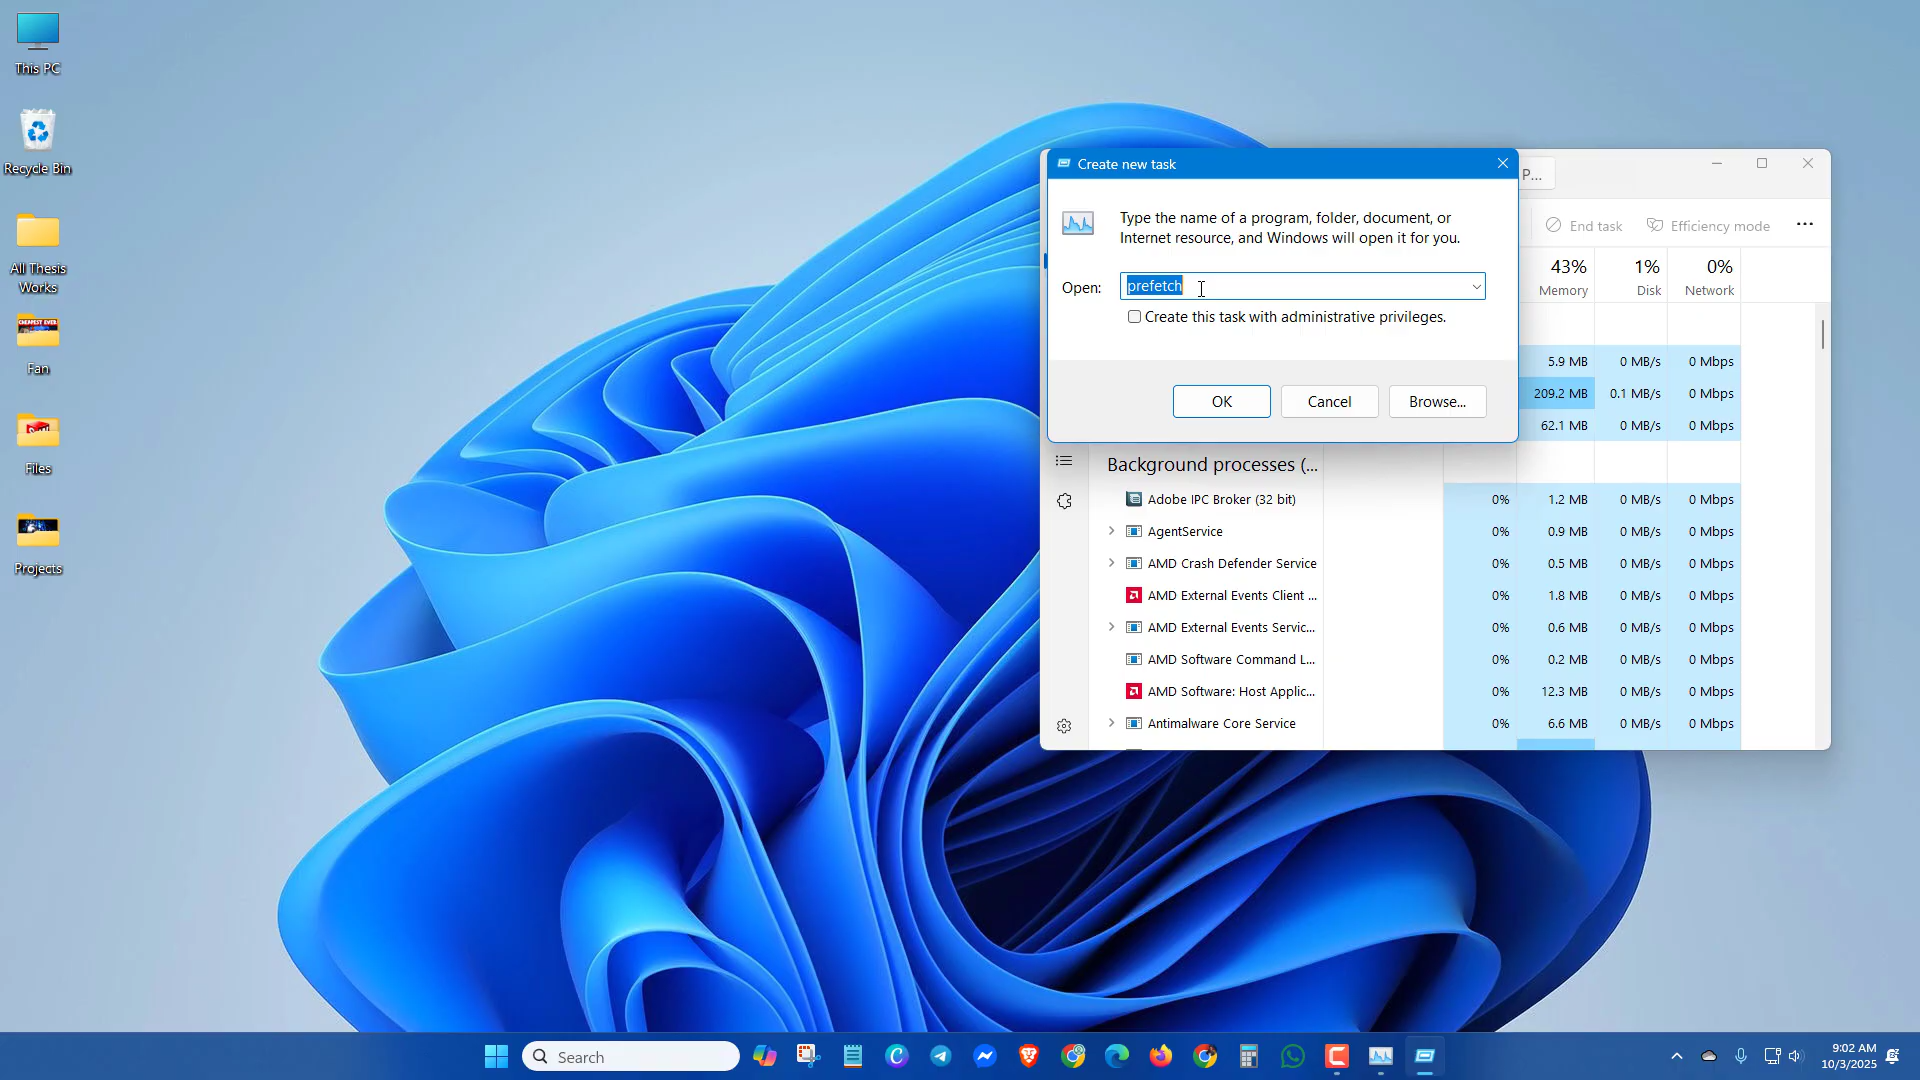 This PC
Recycle Bin
All Thesis
Works
Fan
Files
Projects
Create new task
Type the name of a program, folder, document, or
Internet resource, and Windows will open it for you.
Open:
prefetch
Create this task with administrative privileges.
OK
Cancel
Browse...
P...
End task
Efficiency mode
43%
1%
0%
Memory
Disk
Network
5.9 MB
0 MB/s
0 Mbps
209.2 MB
0.1 MB/s
0 Mbps
62.1 MB
0 MB/s
0 Mbps
Background processes (...
Adobe IPC Broker (32 bit)
0%
1.2 MB
0 MB/s
0 Mbps
AgentService
0%
0.9 MB
0 MB/s
0 Mbps
AMD Crash Defender Service
0%
0.5 MB
0 MB/s
0 Mbps
AMD External Events Client ...
0%
1.8 MB
0 MB/s
0 Mbps
AMD External Events Servic...
0%
0.6 MB
0 MB/s
0 Mbps
AMD Software Command L...
0%
0.2 MB
0 MB/s
0 Mbps
AMD Software: Host Applic...
0%
12.3 MB
0 MB/s
0 Mbps
Antimalware Core Service
0%
6.6 MB
0 MB/s
0 Mbps
Search
9:02 AM
10/3/2025